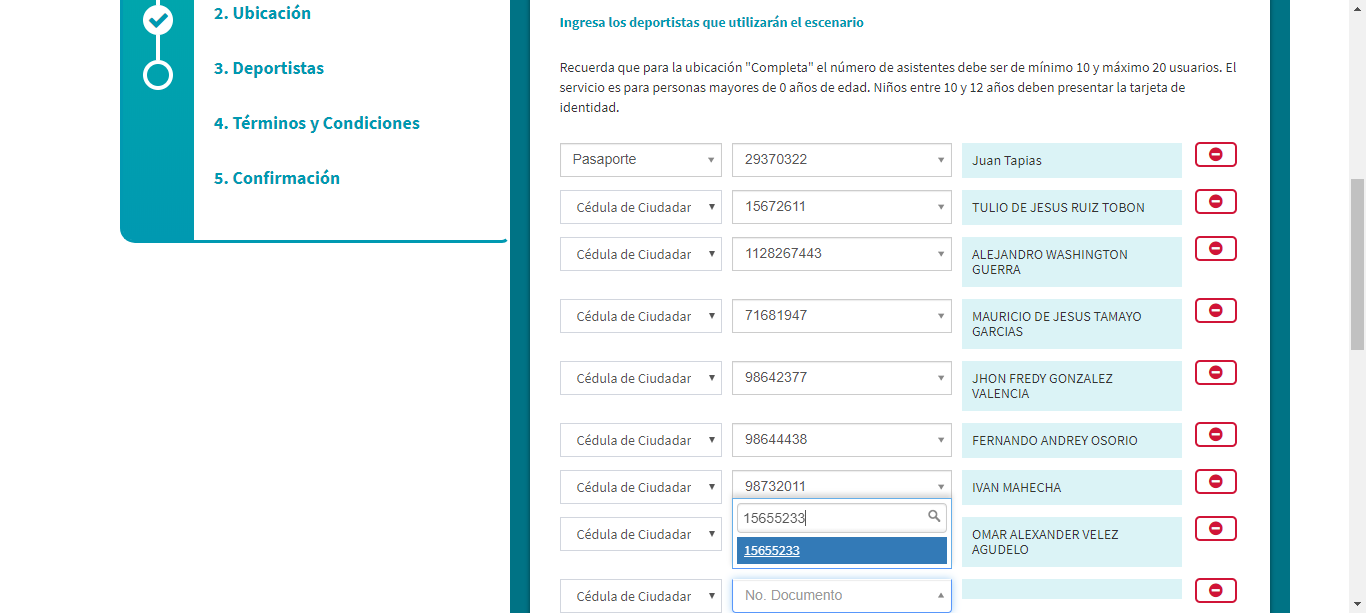 2. Ubicación
3. Deportistas
4. Términos y Condiciones
5. Confirmación
Ingresa los deportistas que utilizarán el escenario
Recuerda que para la ubicación "Completa" el número de asistentes debe ser de mínimo 10 y máximo 20 usuarios. El
servicio es para personas mayores de 0 años de edad. Niños entre 10 y 12 años deben presentar la tarjeta de
identidad.
Pasaporte 29370322 Juan Tapias
Cédula de Ciudadar 15672611 TULIO DE JESUS RUIZ TOBON
Cédula de Ciudadar 1128267443 ALEJANDRO WASHINGTON
GUERRA
Cédula de Ciudadar 71681947 MAURICIO DE JESUS TAMAYO
GARCIAS
Cédula de Ciudadar 98642377 JHON FREDY GONZALEZ
VALENCIA
Cédula de Ciudadar 98644438 FERNANDO ANDREY OSORIO
Cédula de Ciudadar 98732011 IVAN MAHECHA
15655233
Cédula de Ciudadar OMAR ALEXANDER VELEZ
AGUDELO
15655233
Cédula de Ciudadar No. Documento